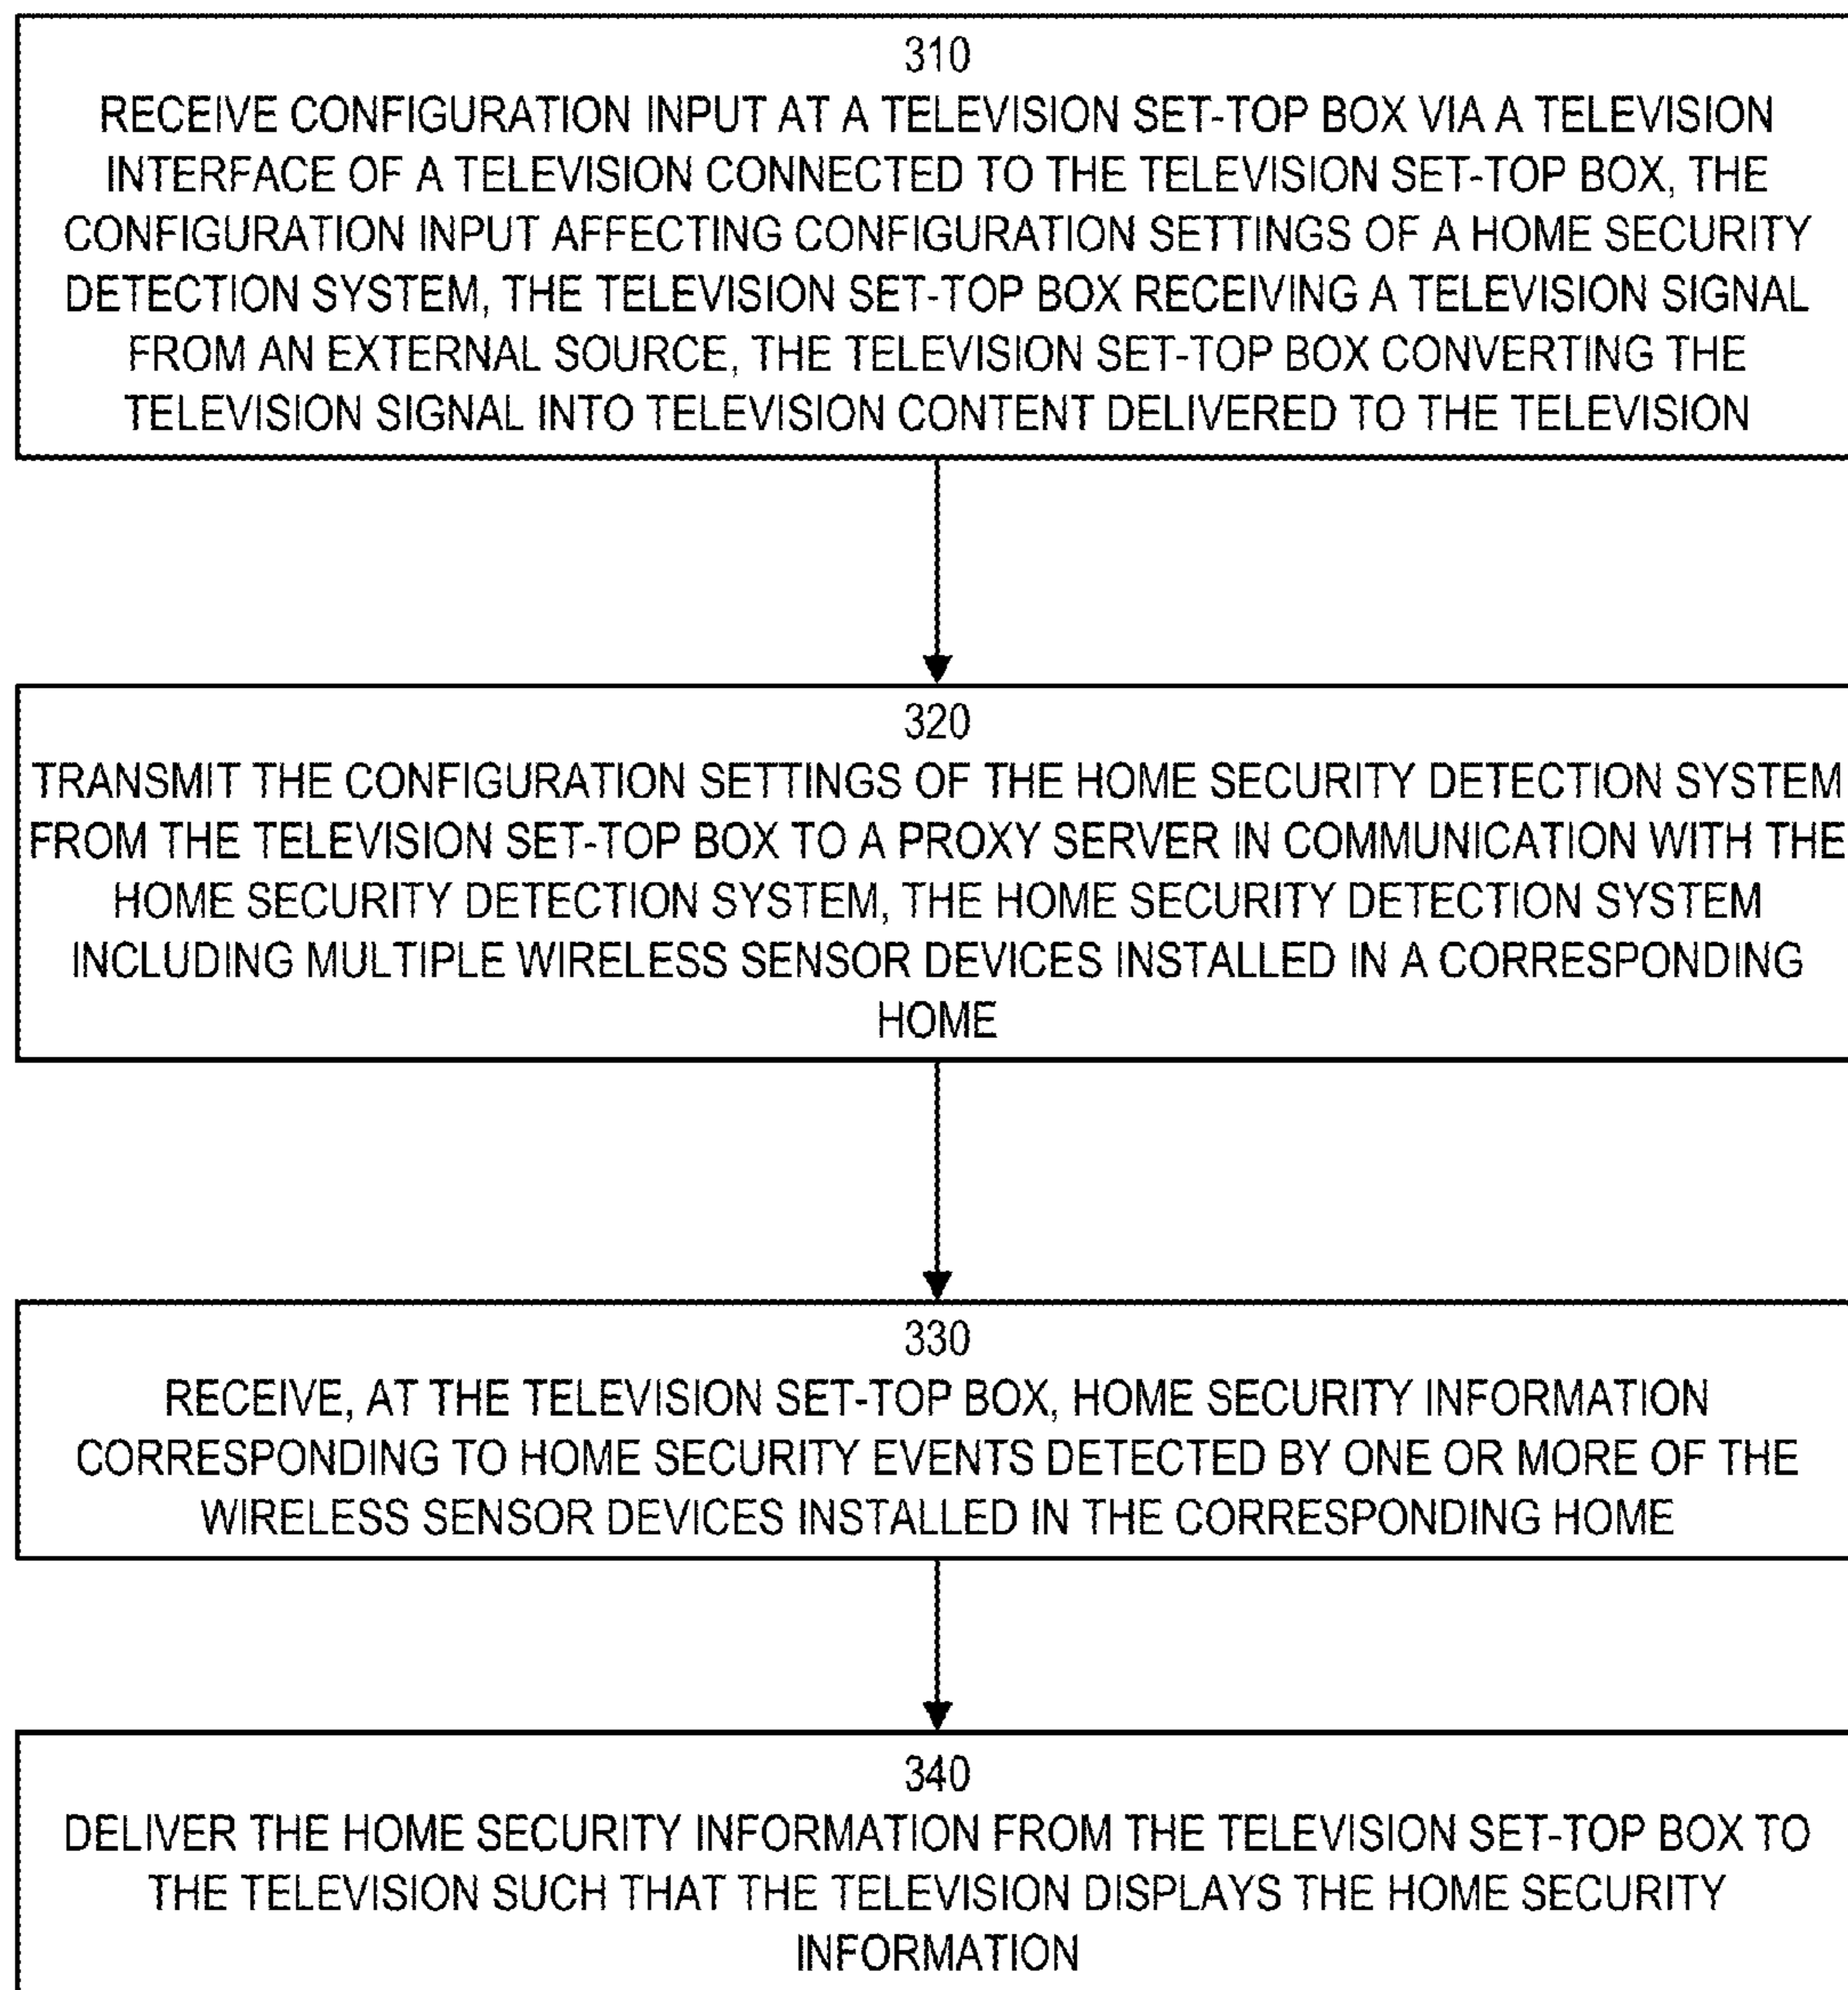 310
RECEIVE CONFIGURATION INPUT AT A TELEVISION SET-TOP BOX VIA A TELEVISION
INTERFACE OF A TELEVISION CONNECTED TO THE TELEVISION SET-TOP BOX, THE
CONFIGURATION INPUT AFFECTING CONFIGURATION SETTINGS OF A HOME SECURITY
DETECTION SYSTEM, THE TELEVISION SET-TOP BOX RECEIVING A TELEVISION SIGNAL
FROM AN EXTERNAL SOURCE, THE TELEVISION SET-TOP BOX CONVERTING THE
TELEVISION SIGNAL INTO TELEVISION CONTENT DELIVERED TO THE TELEVISION
320
TRANSMIT THE CONFIGURATION SETTINGS OF THE HOME SECURITY DETECTION SYSTEM
FROM THE TELEVISION SET-TOP BOX TO A PROXY SERVER IN COMMUNICATION WITH THE
HOME SECURITY DETECTION SYSTEM, THE HOME SECURITY DETECTION SYSTEM
INCLUDING MULTIPLE WIRELESS SENSOR DEVICES INSTALLED IN A CORRESPONDING
HOME
330
RECEIVE, AT THE TELEVISION SET-TOP BOX, HOME SECURITY INFORMATION
CORRESPONDING TO HOME SECURITY EVENTS DETECTED BY ONE OR MORE OF THE
WIRELESS SENSOR DEVICES INSTALLED IN THE CORRESPONDING HOME
340
DELIVER THE HOME SECURITY INFORMATION FROM THE TELEVISION SET-TOP BOX TO
THE TELEVISION SUCH THAT THE TELEVISION DISPLAYS THE HOME SECURITY
INFORMATION